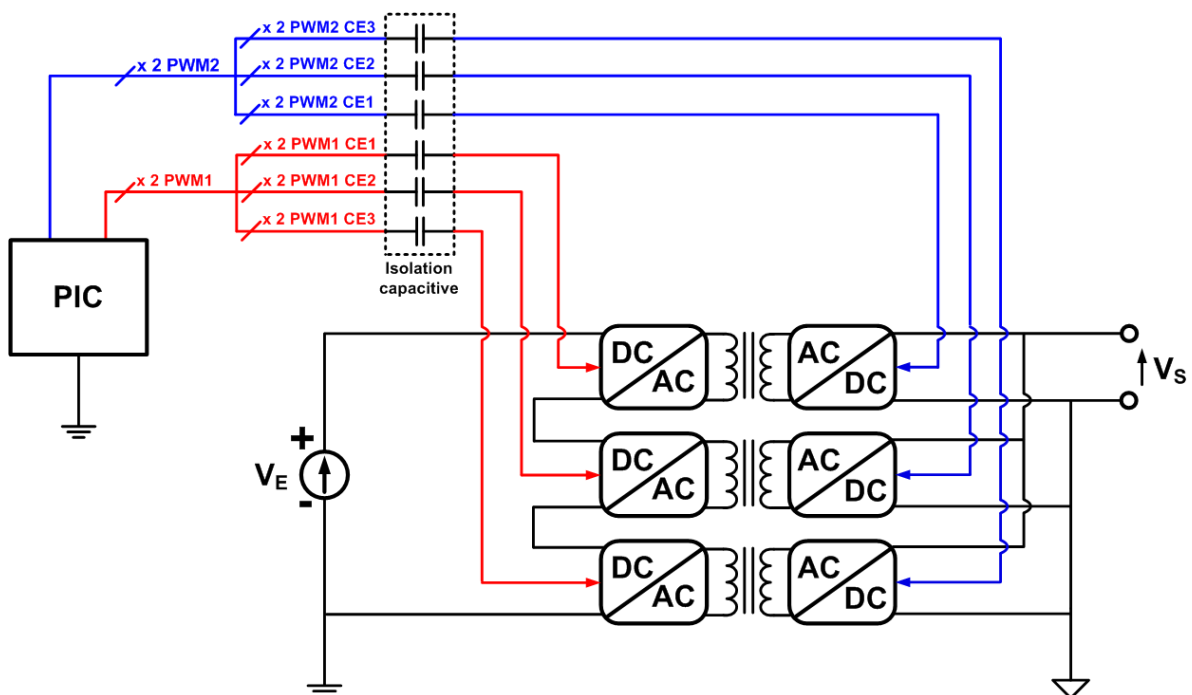 x 2 PWM2 CE3
x 2 PWM2
x 2 PWM2 CE2
x 2 PWM2 CE1
x 2 PWM1 CE1
x 2 PWM1
x 2 PWM1 CE2
x 2 PWM1 CE3
Isolation
capacitive
PIC
DC
AC
AC
DC
VS
+
VE
-
DC
AC
AC
DC
DC
AC
AC
DC